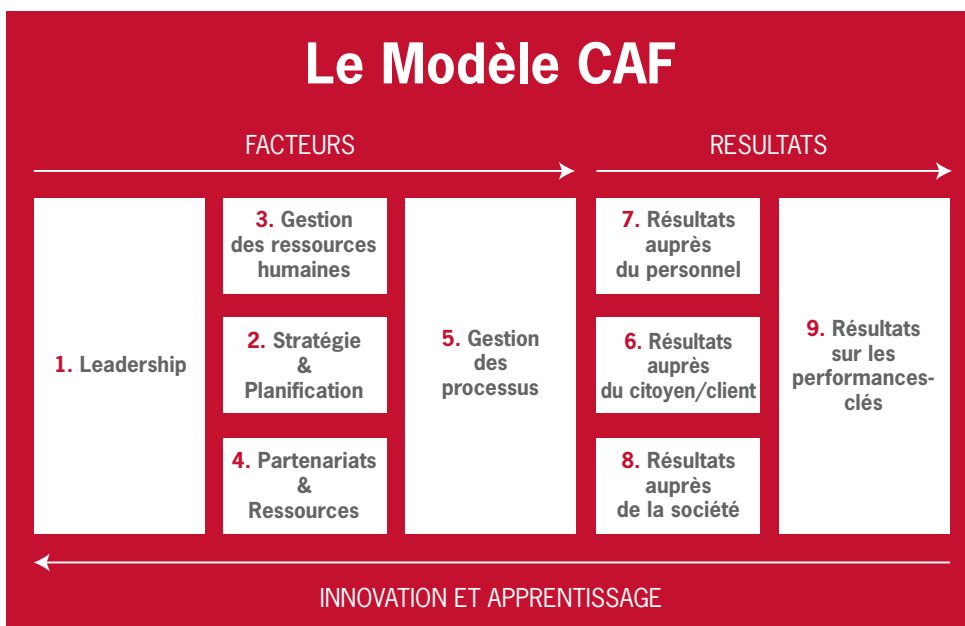 Le Modèle CAF
FACTEURS
RESULTATS
1. Leadership
3. Gestion
des ressources
humaines
2. Stratégie
&
Planification
4. Partenariats
&
Ressources
5. Gestion
des
processus
7. Résultats
auprès
du personnel
6. Résultats
auprès
du citoyen/client
8. Résultats
auprès
de la société
9. Résultats
sur les
performances-
clés
INNOVATION ET APPRENTISSAGE